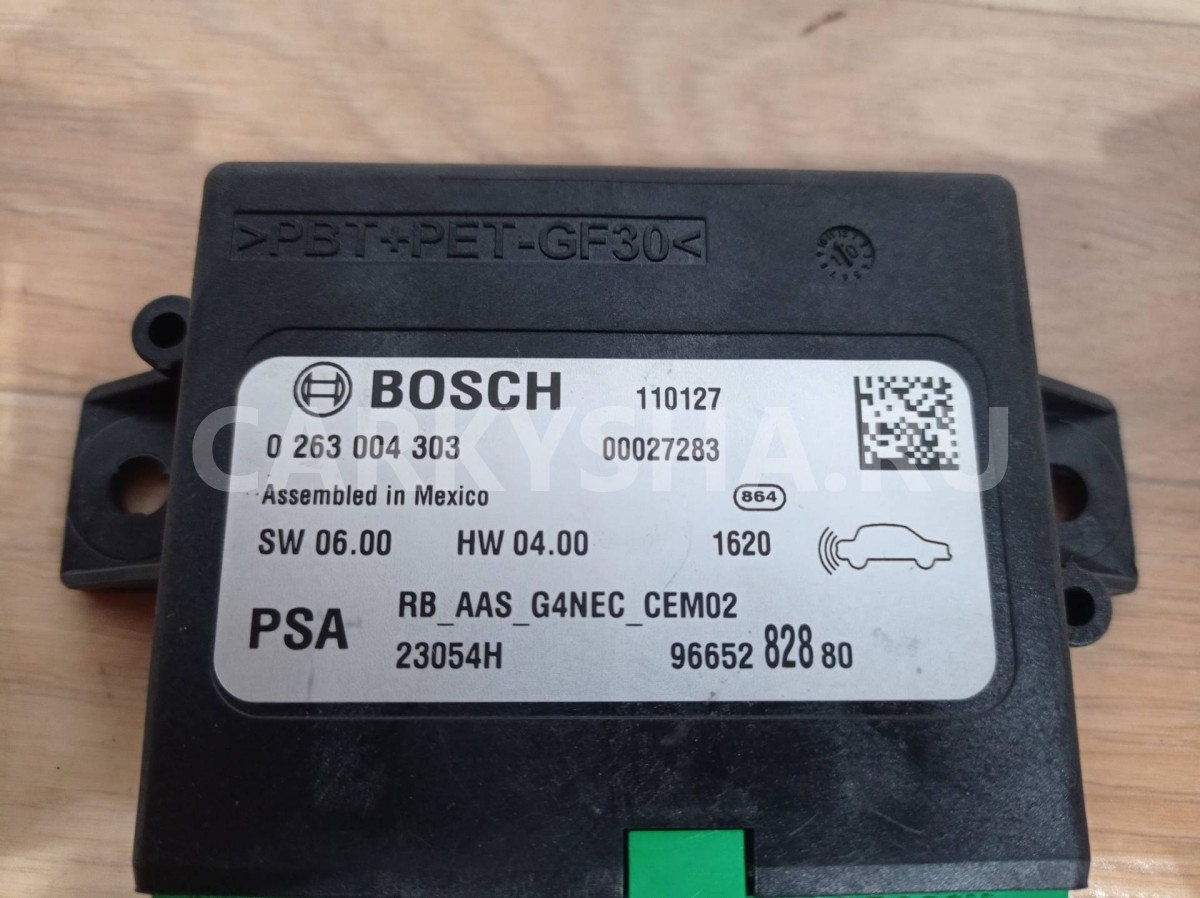 >PBT+PET-GF30<
BOSCH 110127
0 263 004 303 00027283
CARKYSHA.RU
Assembled in Mexico 864
SW 06.00 HW 04.00 1620
RB_AAS_G4NEC_CEM02
PSA
23054H 96652 828 80